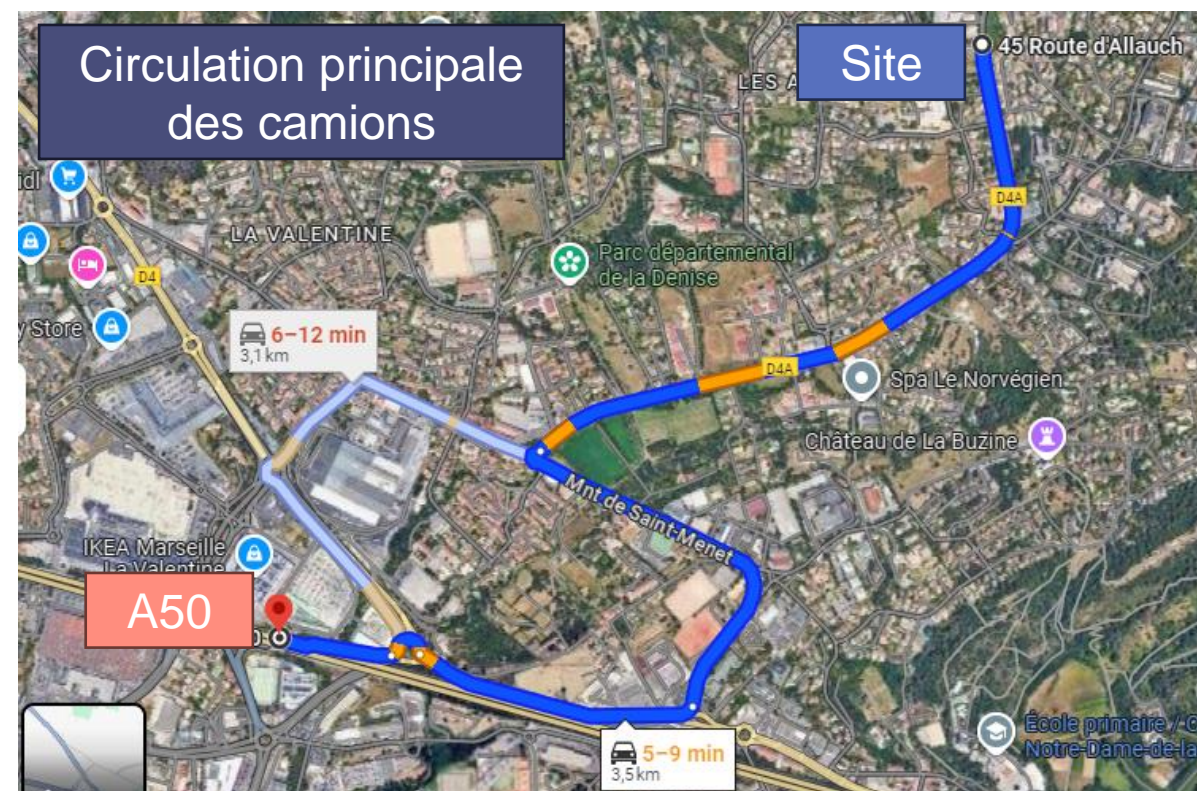 Circulation principale
des camions
Site
45 Route d'Allauch
LES A
idl
D4A
LA VALENTINE
Parc départemental
de la Denise
D4
y Store
6–12 min
3,1 km
D4A
Spa Le Norvégien
Château de La Buzine
Mnt de Saint-Menet
IKEA Marseille
La Valentine
A50
0
École primaire / C
Notre-Dame-de-la
5–9 min
3,5 km